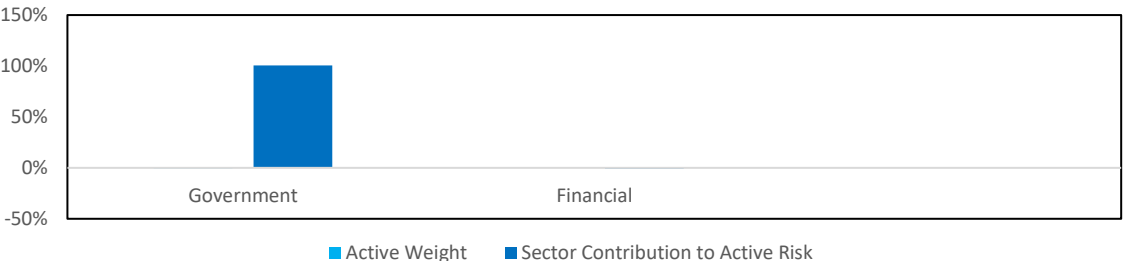 150%
100%
50%
0%
-50%
Government Financial
Active Weight Sector Contribution to Active Risk